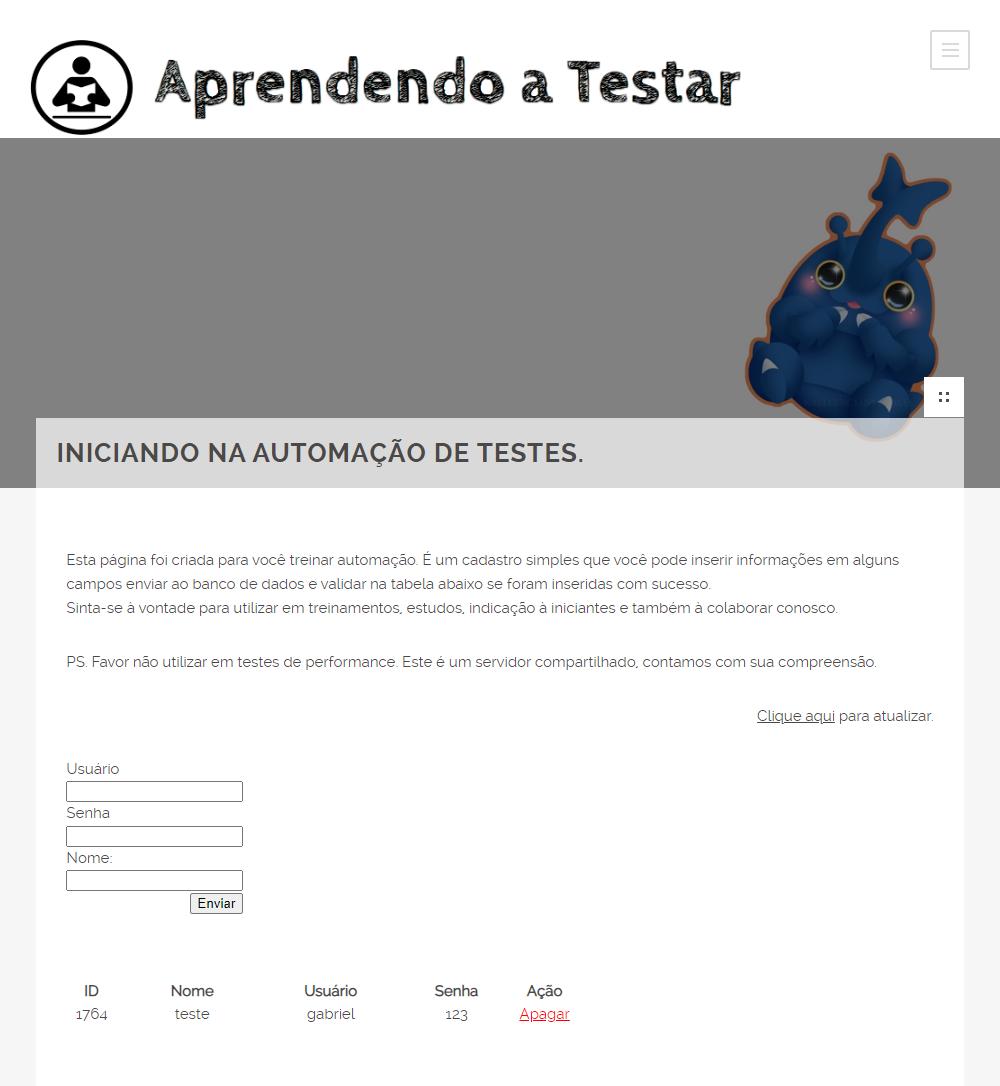 Aprendendo a Testar
INICIANDO NA AUTOMAÇÃO DE TESTES.
Esta página foi criada para você treinar automação. É um cadastro simples que você pode inserir informações em alguns
campos enviar ao banco de dados e validar na tabela abaixo se foram inseridas com sucesso.
Sinta-se à vontade para utilizar em treinamentos, estudos, indicação à iniciantes e também à colaborar conosco.
PS. Favor não utilizar em testes de performance. Este é um servidor compartilhado, contamos com sua compreensão.
Clique aqui para atualizar.
Usuário
Senha
Nome:
Enviar
ID Nome Usuário Senha Ação
1764 teste gabriel 123 Apagar